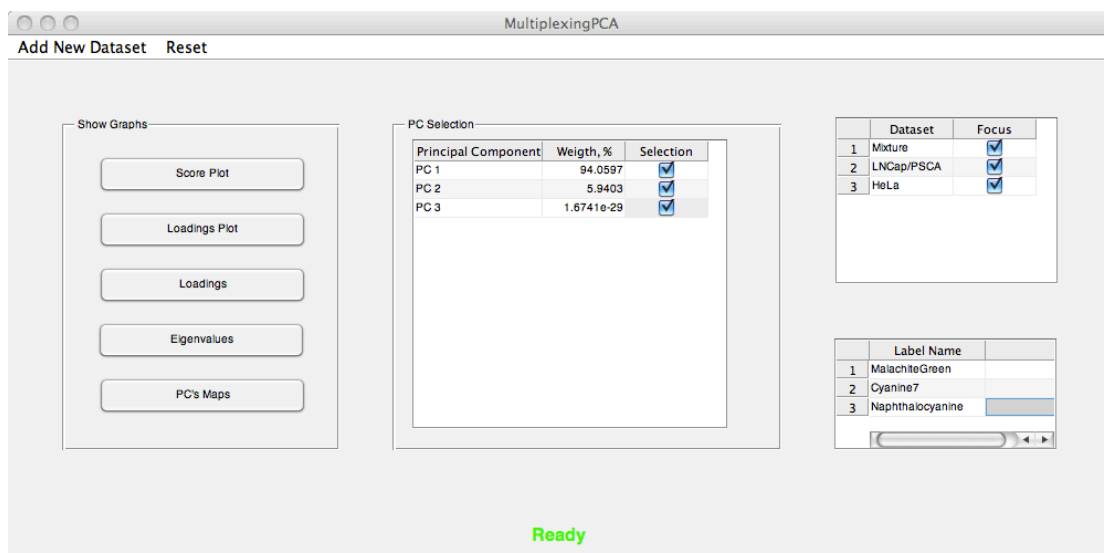 MultiplexingPCA
Add New Dataset Reset
Show Graphs
Score Plot
Loadings Plot
Loadings
Eigenvalues
PC's Maps
PC Selection
Principal Component Weigth, % Selection
PC 1 94.0597
PC 2 5.9403
PC 3 1.6741e-29
Dataset Focus
1 Mixture
2 LNCap/PSCA
3 HeLa
Label Name
1 MalachiteGreen
2 Cyanine7
3 Naphthalocyanine
Ready